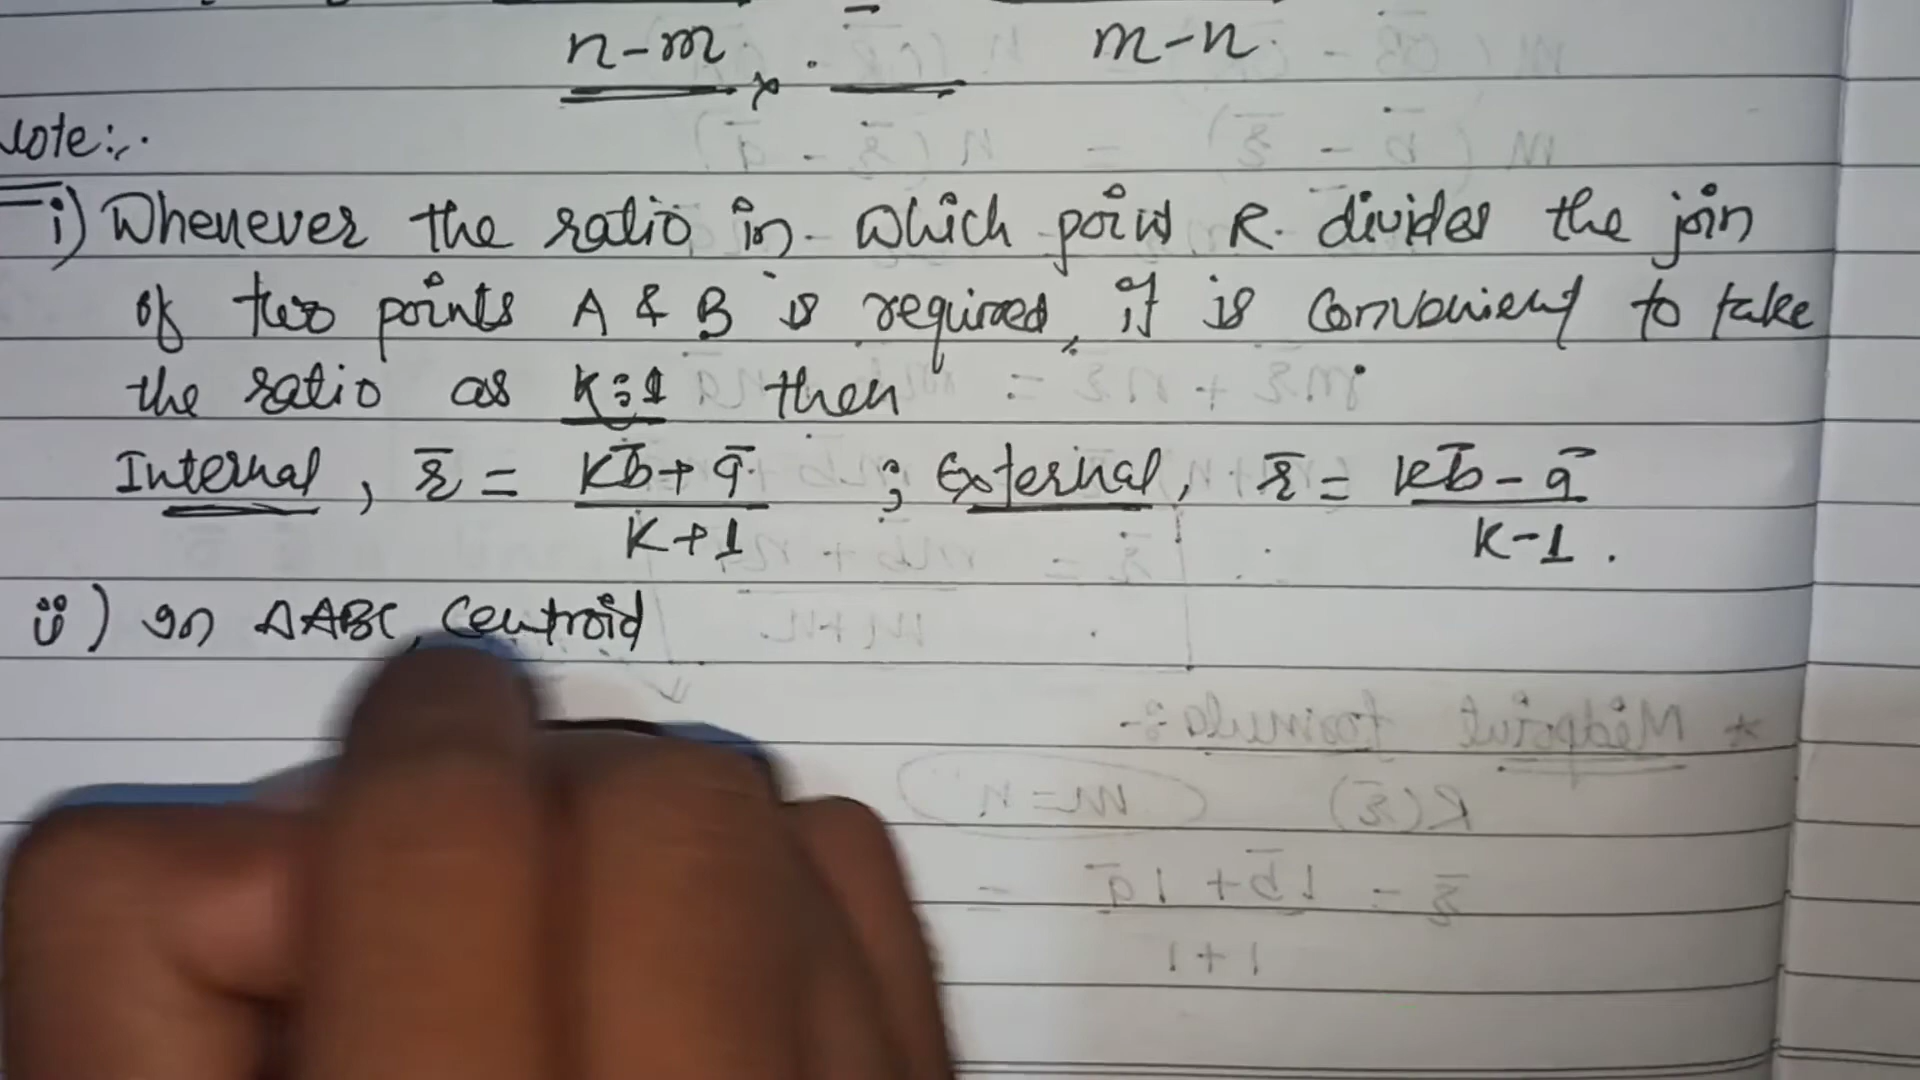 n-m m-n
Note:-
i) Whenever the ratio in which point R. divides the join
of two points A & B is required, it is convenient to take
the ratio as K:1 then
Internal, r̄ = (Kb̄ + ā)/(K+1) ; External, r̄ = (Kb̄ - ā)/(K-1).
ii) In ΔABC, Centroid